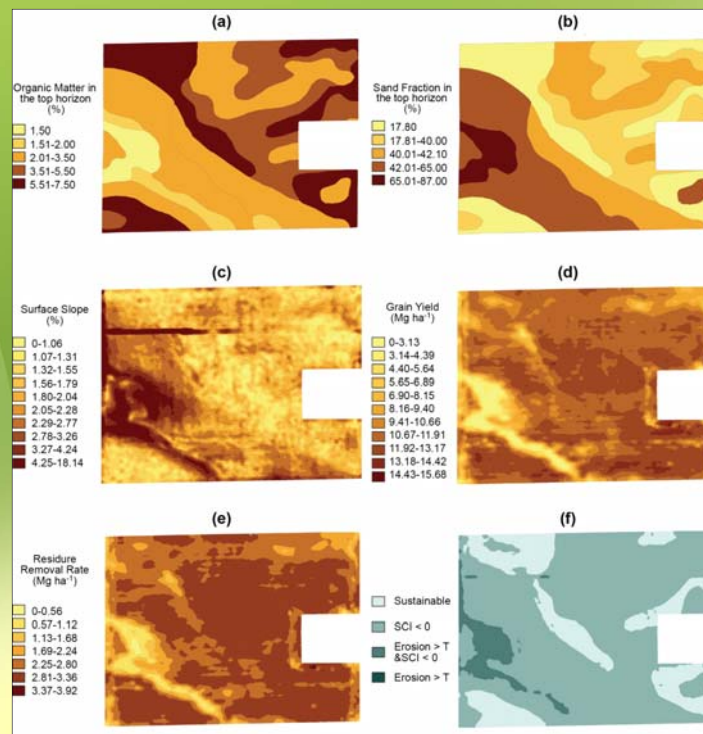 (a)
Organic Matter in
the top horizon
(%)
1.50
1.51-2.00
2.01-3.50
3.51-5.50
5.51-7.50
(b)
Sand Fraction in
the top horizon
(%)
17.80
17.81-40.00
40.01-42.10
42.01-65.00
65.01-87.00
(c)
Surface Slope
(%)
0-1.06
1.07-1.31
1.32-1.55
1.56-1.79
1.80-2.04
2.05-2.28
2.29-2.77
2.78-3.26
3.27-4.24
4.25-18.14
(d)
Grain Yield
(Mg ha⁻¹)
0-3.13
3.14-4.39
4.40-5.64
5.65-6.89
6.90-8.15
8.16-9.40
9.41-10.66
10.67-11.91
11.92-13.17
13.18-14.42
14.43-15.68
(e)
Residure
Removal Rate
(Mg ha⁻¹)
0-0.56
0.57-1.12
1.13-1.68
1.69-2.24
2.25-2.80
2.81-3.36
3.37-3.92
(f)
Sustainable
SCI < 0
Erosion > T
&SCI < 0
Erosion > T